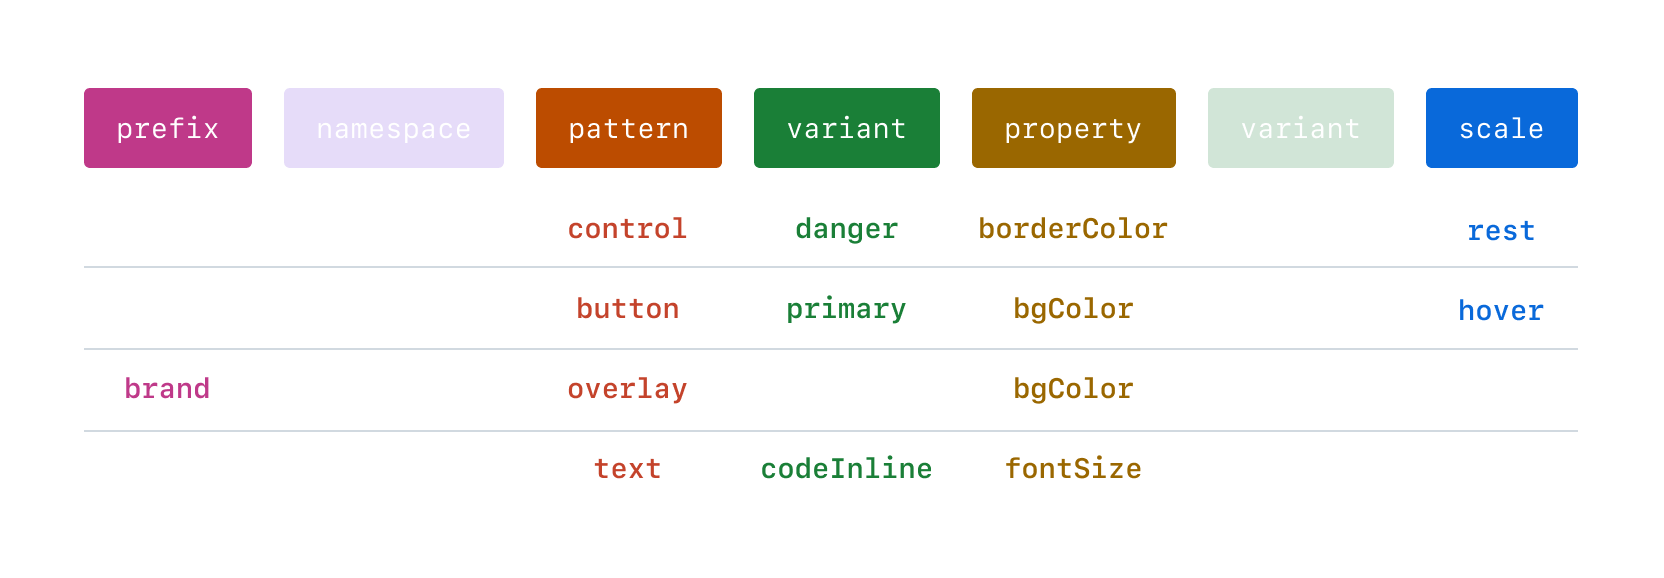 prefix namespace pattern variant property variant scale
control danger borderColor rest
button primary bgColor hover
brand overlay bgColor
text codeInline fontSize